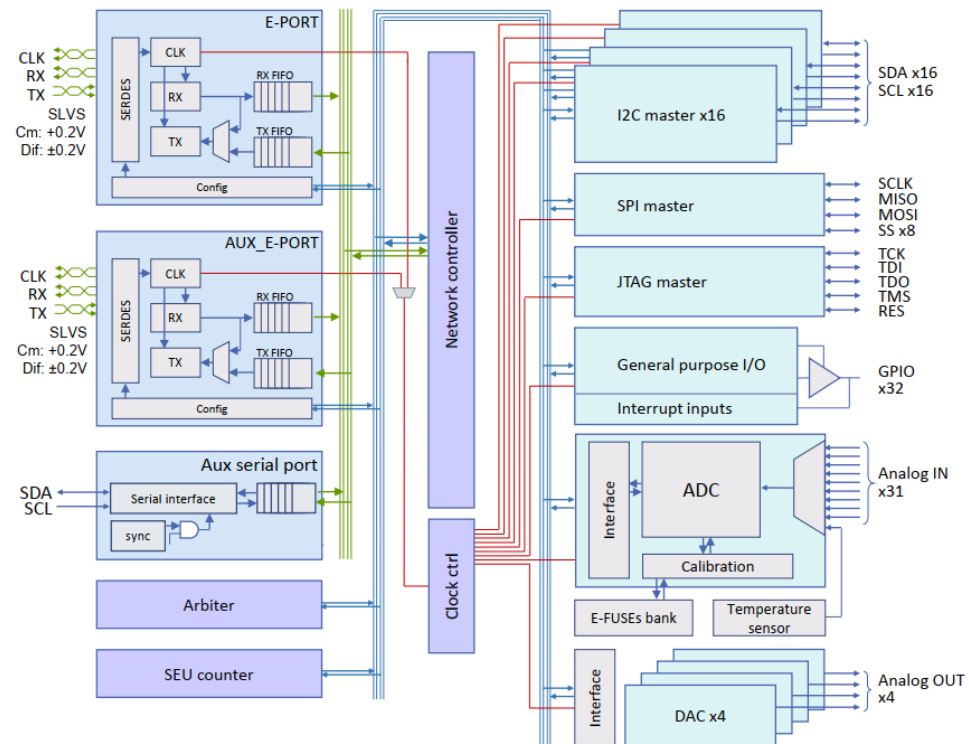 E-PORT
CLK
RX
TX
SLVS
Cm: +0.2V
Dif: ±0.2V
SERDES
CLK
RX
TX
RX FIFO
TX FIFO
Config
AUX_E-PORT
CLK
RX
TX
SLVS
Cm: +0.2V
Dif: ±0.2V
SERDES
CLK
RX
TX
RX FIFO
TX FIFO
Config
Aux serial port
SDA
SCL
Serial interface
sync
Arbiter
SEU counter
Network controller
Clock ctrl
I2C master x16
SDA x16
SCL x16
SPI master
SCLK
MISO
MOSI
SS x8
JTAG master
TCK
TDI
TDO
TMS
RES
General purpose I/O
Interrupt inputs
GPIO
x32
Interface
ADC
Calibration
Analog IN
x31
E-FUSEs bank
Temperature
sensor
Interface
DAC x4
Analog OUT
x4